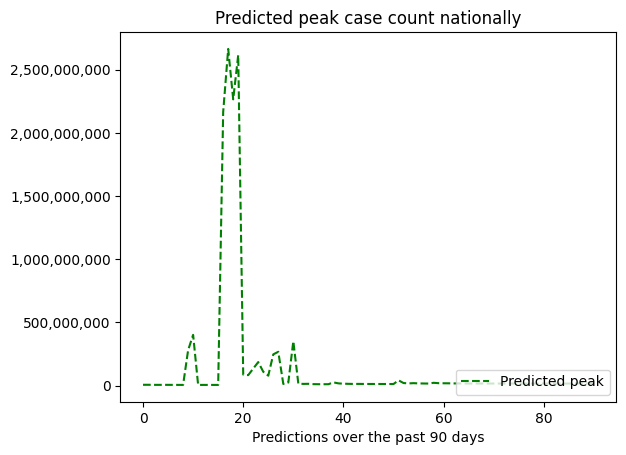 Predicted peak case count nationally
2,500,000,000
2,000,000,000
1,500,000,000
1,000,000,000
500,000,000
0
Predicted peak
0 20 40 60 80
Predictions over the past 90 days